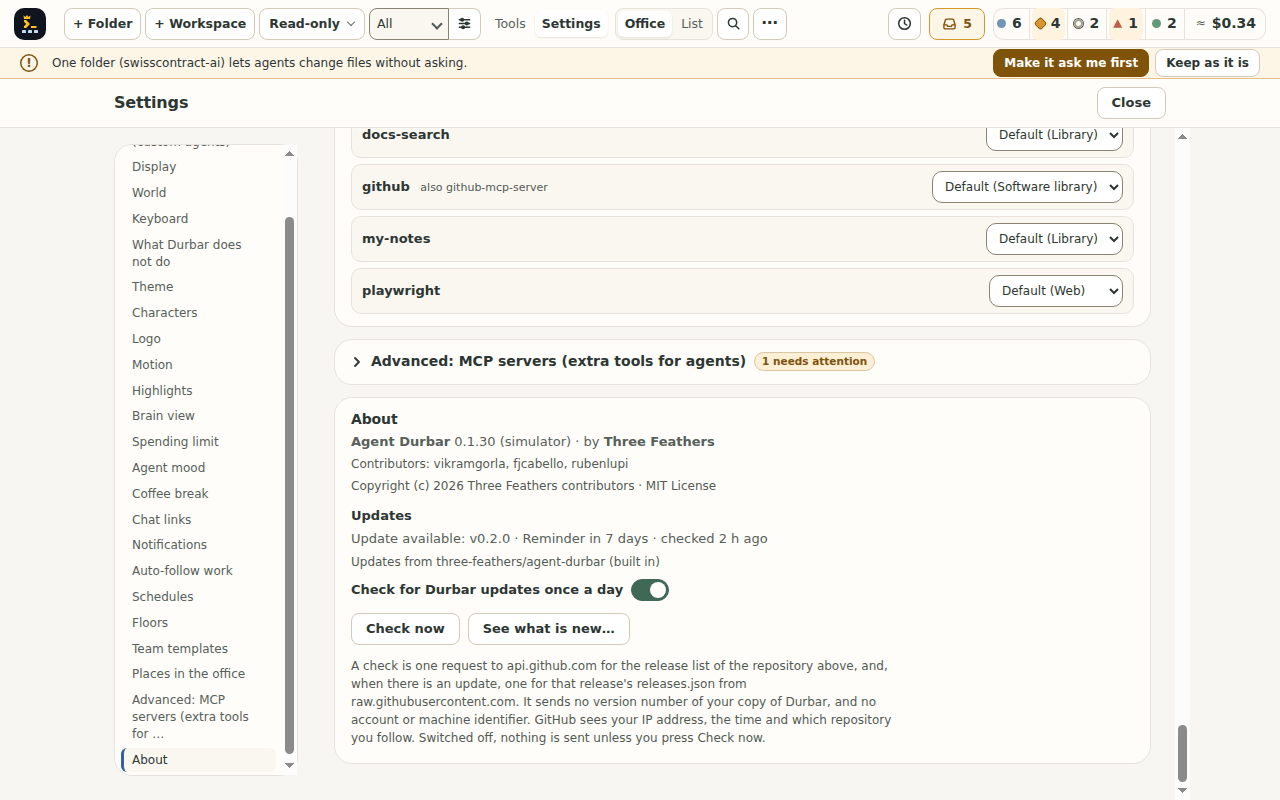 + Folder + Workspace Read-only All Tools Settings Office List ··· 5 6 4 2 1 2 ≈ $0.34
One folder (swisscontract-ai) lets agents change files without asking. Make it ask me first Keep as it is
Settings Close
Display
World
Keyboard
What Durbar does
not do
Theme
Characters
Logo
Motion
Highlights
Brain view
Spending limit
Agent mood
Coffee break
Chat links
Notifications
Auto-follow work
Schedules
Floors
Team templates
Places in the office
Advanced: MCP
servers (extra tools
for …
About
docs-search Default (Library)
github also github-mcp-server Default (Software library)
my-notes Default (Library)
playwright Default (Web)
Advanced: MCP servers (extra tools for agents) 1 needs attention
About
Agent Durbar 0.1.30 (simulator) · by Three Feathers
Contributors: vikramgorla, fjcabello, rubenlupi
Copyright (c) 2026 Three Feathers contributors · MIT License
Updates
Update available: v0.2.0 · Reminder in 7 days · checked 2 h ago
Updates from three-feathers/agent-durbar (built in)
Check for Durbar updates once a day
Check now See what is new…
A check is one request to api.github.com for the release list of the repository above, and,
when there is an update, one for that release's releases.json from
raw.githubusercontent.com. It sends no version number of your copy of Durbar, and no
account or machine identifier. GitHub sees your IP address, the time and which repository
you follow. Switched off, nothing is sent unless you press Check now.